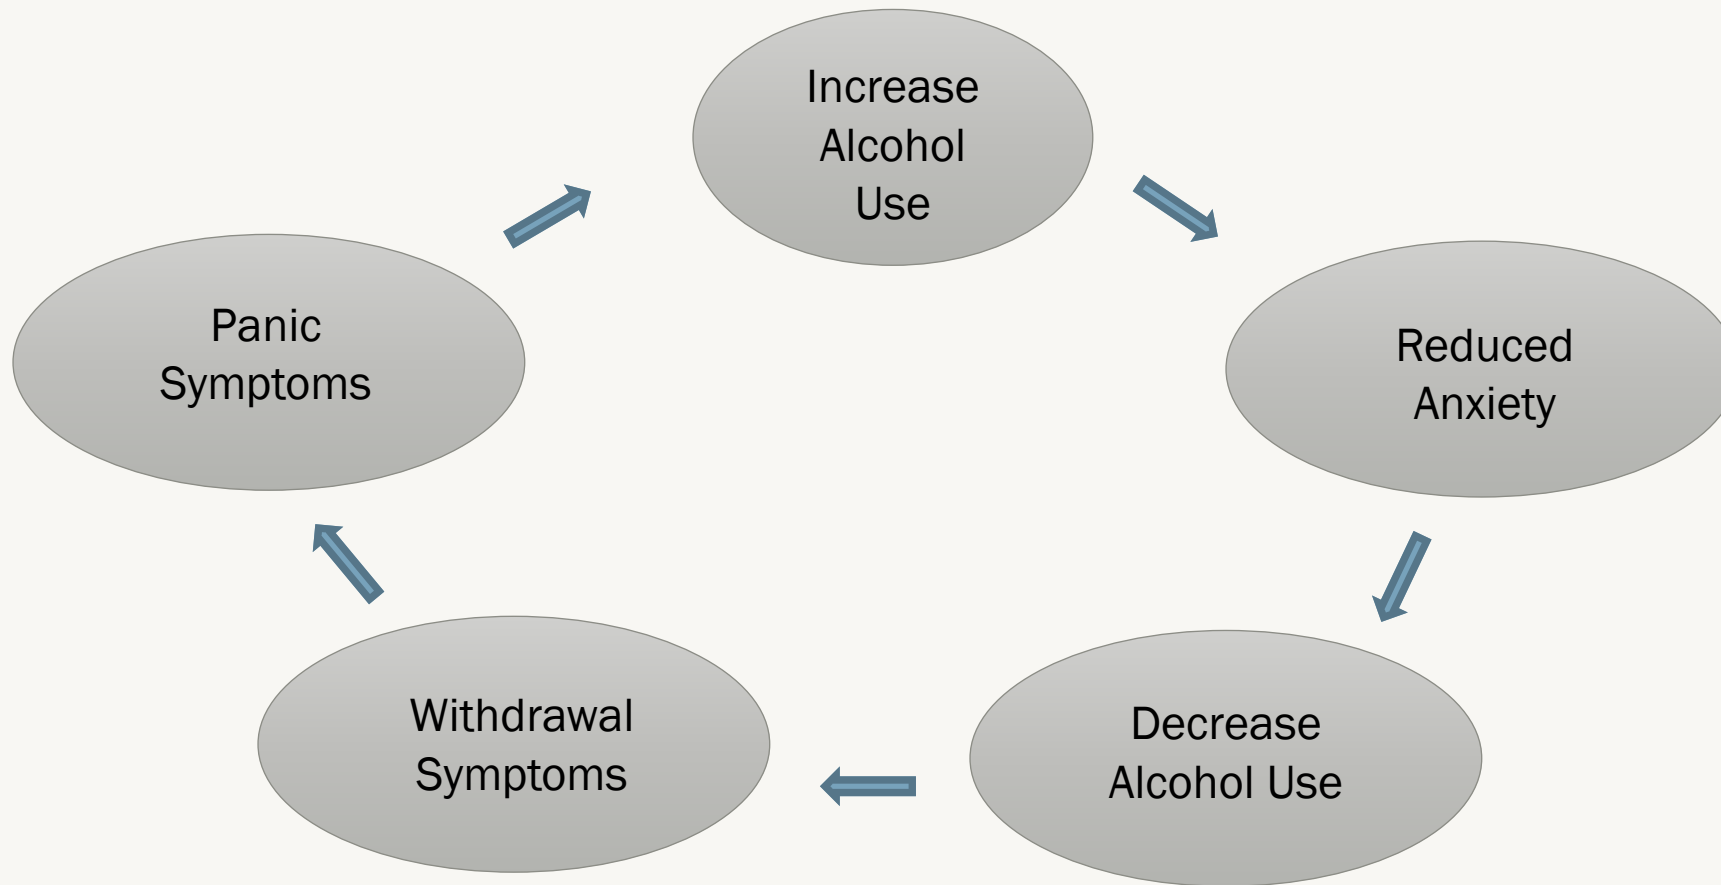 Increase
Alcohol
Use
Reduced
Anxiety
Decrease
Alcohol Use
Withdrawal
Symptoms
Panic
Symptoms